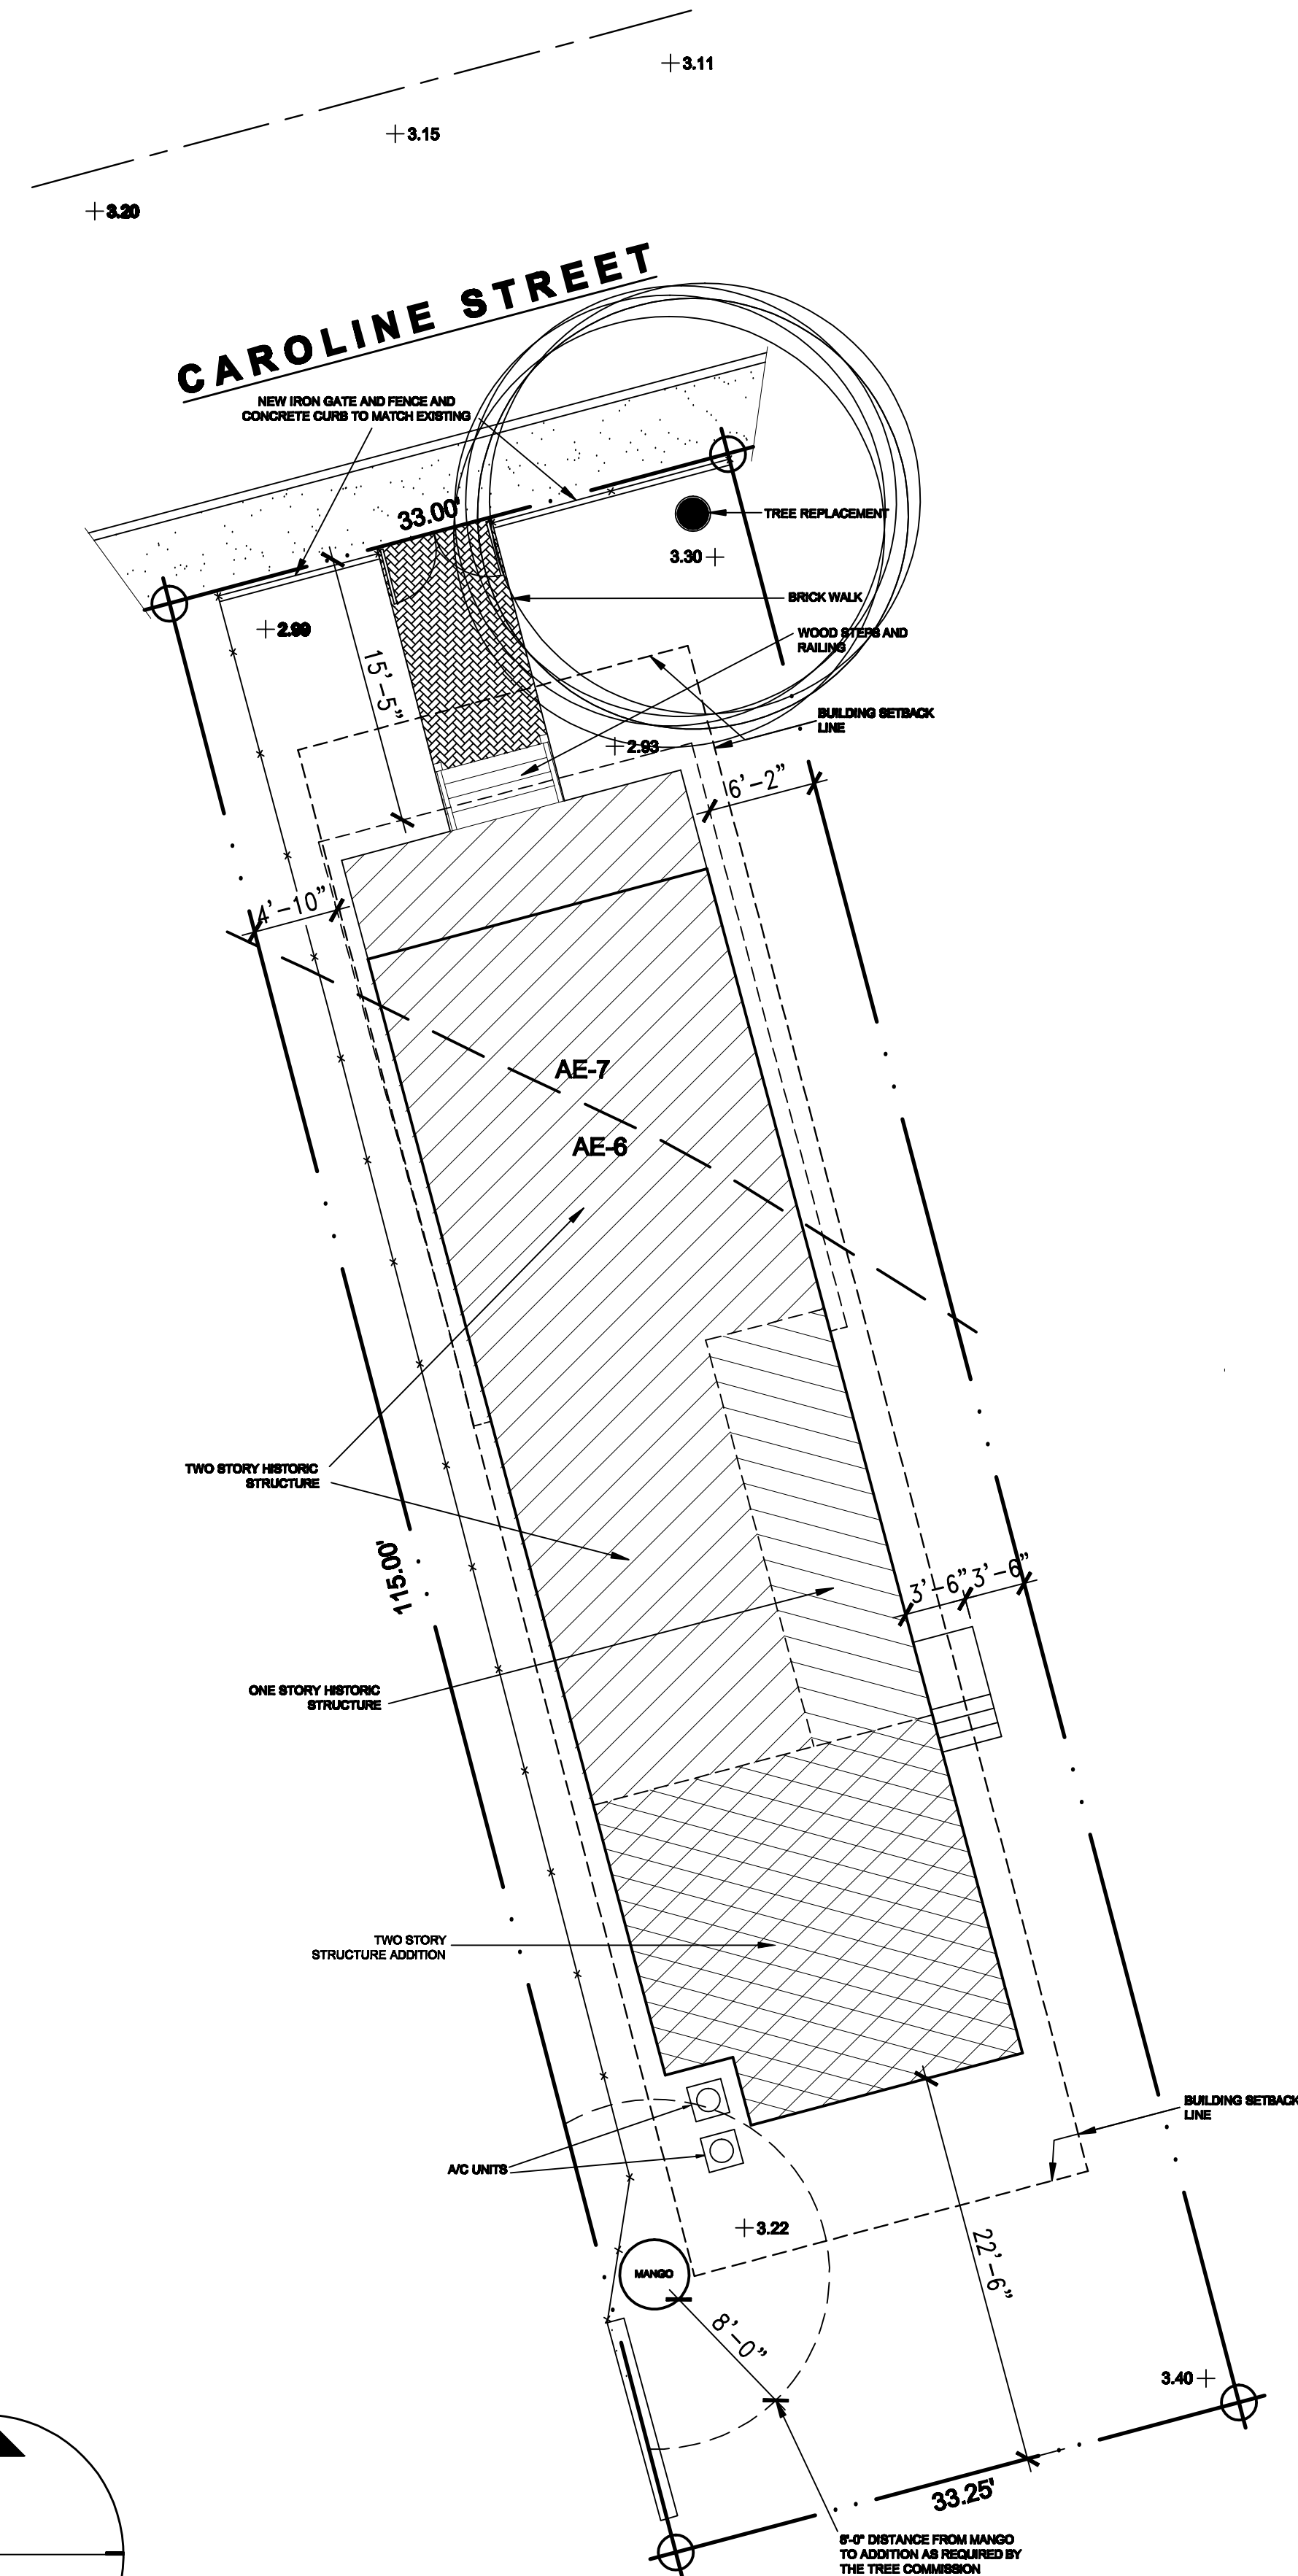 3.11
3.15
3.20
CAROLINE STREET
NEW IRON GATE AND FENCE AND
CONCRETE CURB TO MATCH EXISTING
33.00'
TREE REPLACEMENT
3.30
BRICK WALK
2.99
WOOD STEPS AND
RAILING
15'-5"
BUILDING SETBACK
LINE
2.93
6'-2"
4'-10"
AE-7
AE-6
TWO STORY HISTORIC
STRUCTURE
115.00'
3'-6"
3'-6"
ONE STORY HISTORIC
STRUCTURE
TWO STORY
STRUCTURE ADDITION
BUILDING SETBACK
LINE
A/C UNITS
3.22
MANGO
22'-6"
8'-0"
3.40
33.25'
8'-0" DISTANCE FROM MANGO
TO ADDITION AS REQUIRED BY
THE TREE COMMISSION